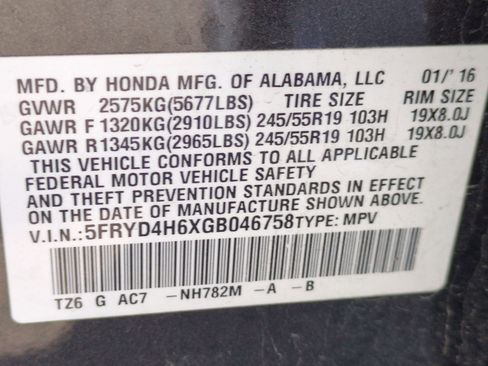 MFD. BY HONDA MFG. OF ALABAMA, LLC 01/'16
GVWR 2575KG(5677LBS) TIRE SIZE RIM SIZE
GAWR F 1320KG(2910LBS) 245/55R19 103H 19X8.0J
GAWR R1345KG(2965LBS) 245/55R19 103H 19X8.0J
THIS VEHICLE CONFORMS TO ALL APPLICABLE
FEDERAL MOTOR VEHICLE SAFETY
AND THEFT PREVENTION STANDARDS IN EFFECT
ON THE DATE OF MANUFACTURE SHOWN ABOVE.
V.I.N.: 5FRYD4H6XGB046758 TYPE: MPV
TZ6 G AC7 -NH782M -A -B